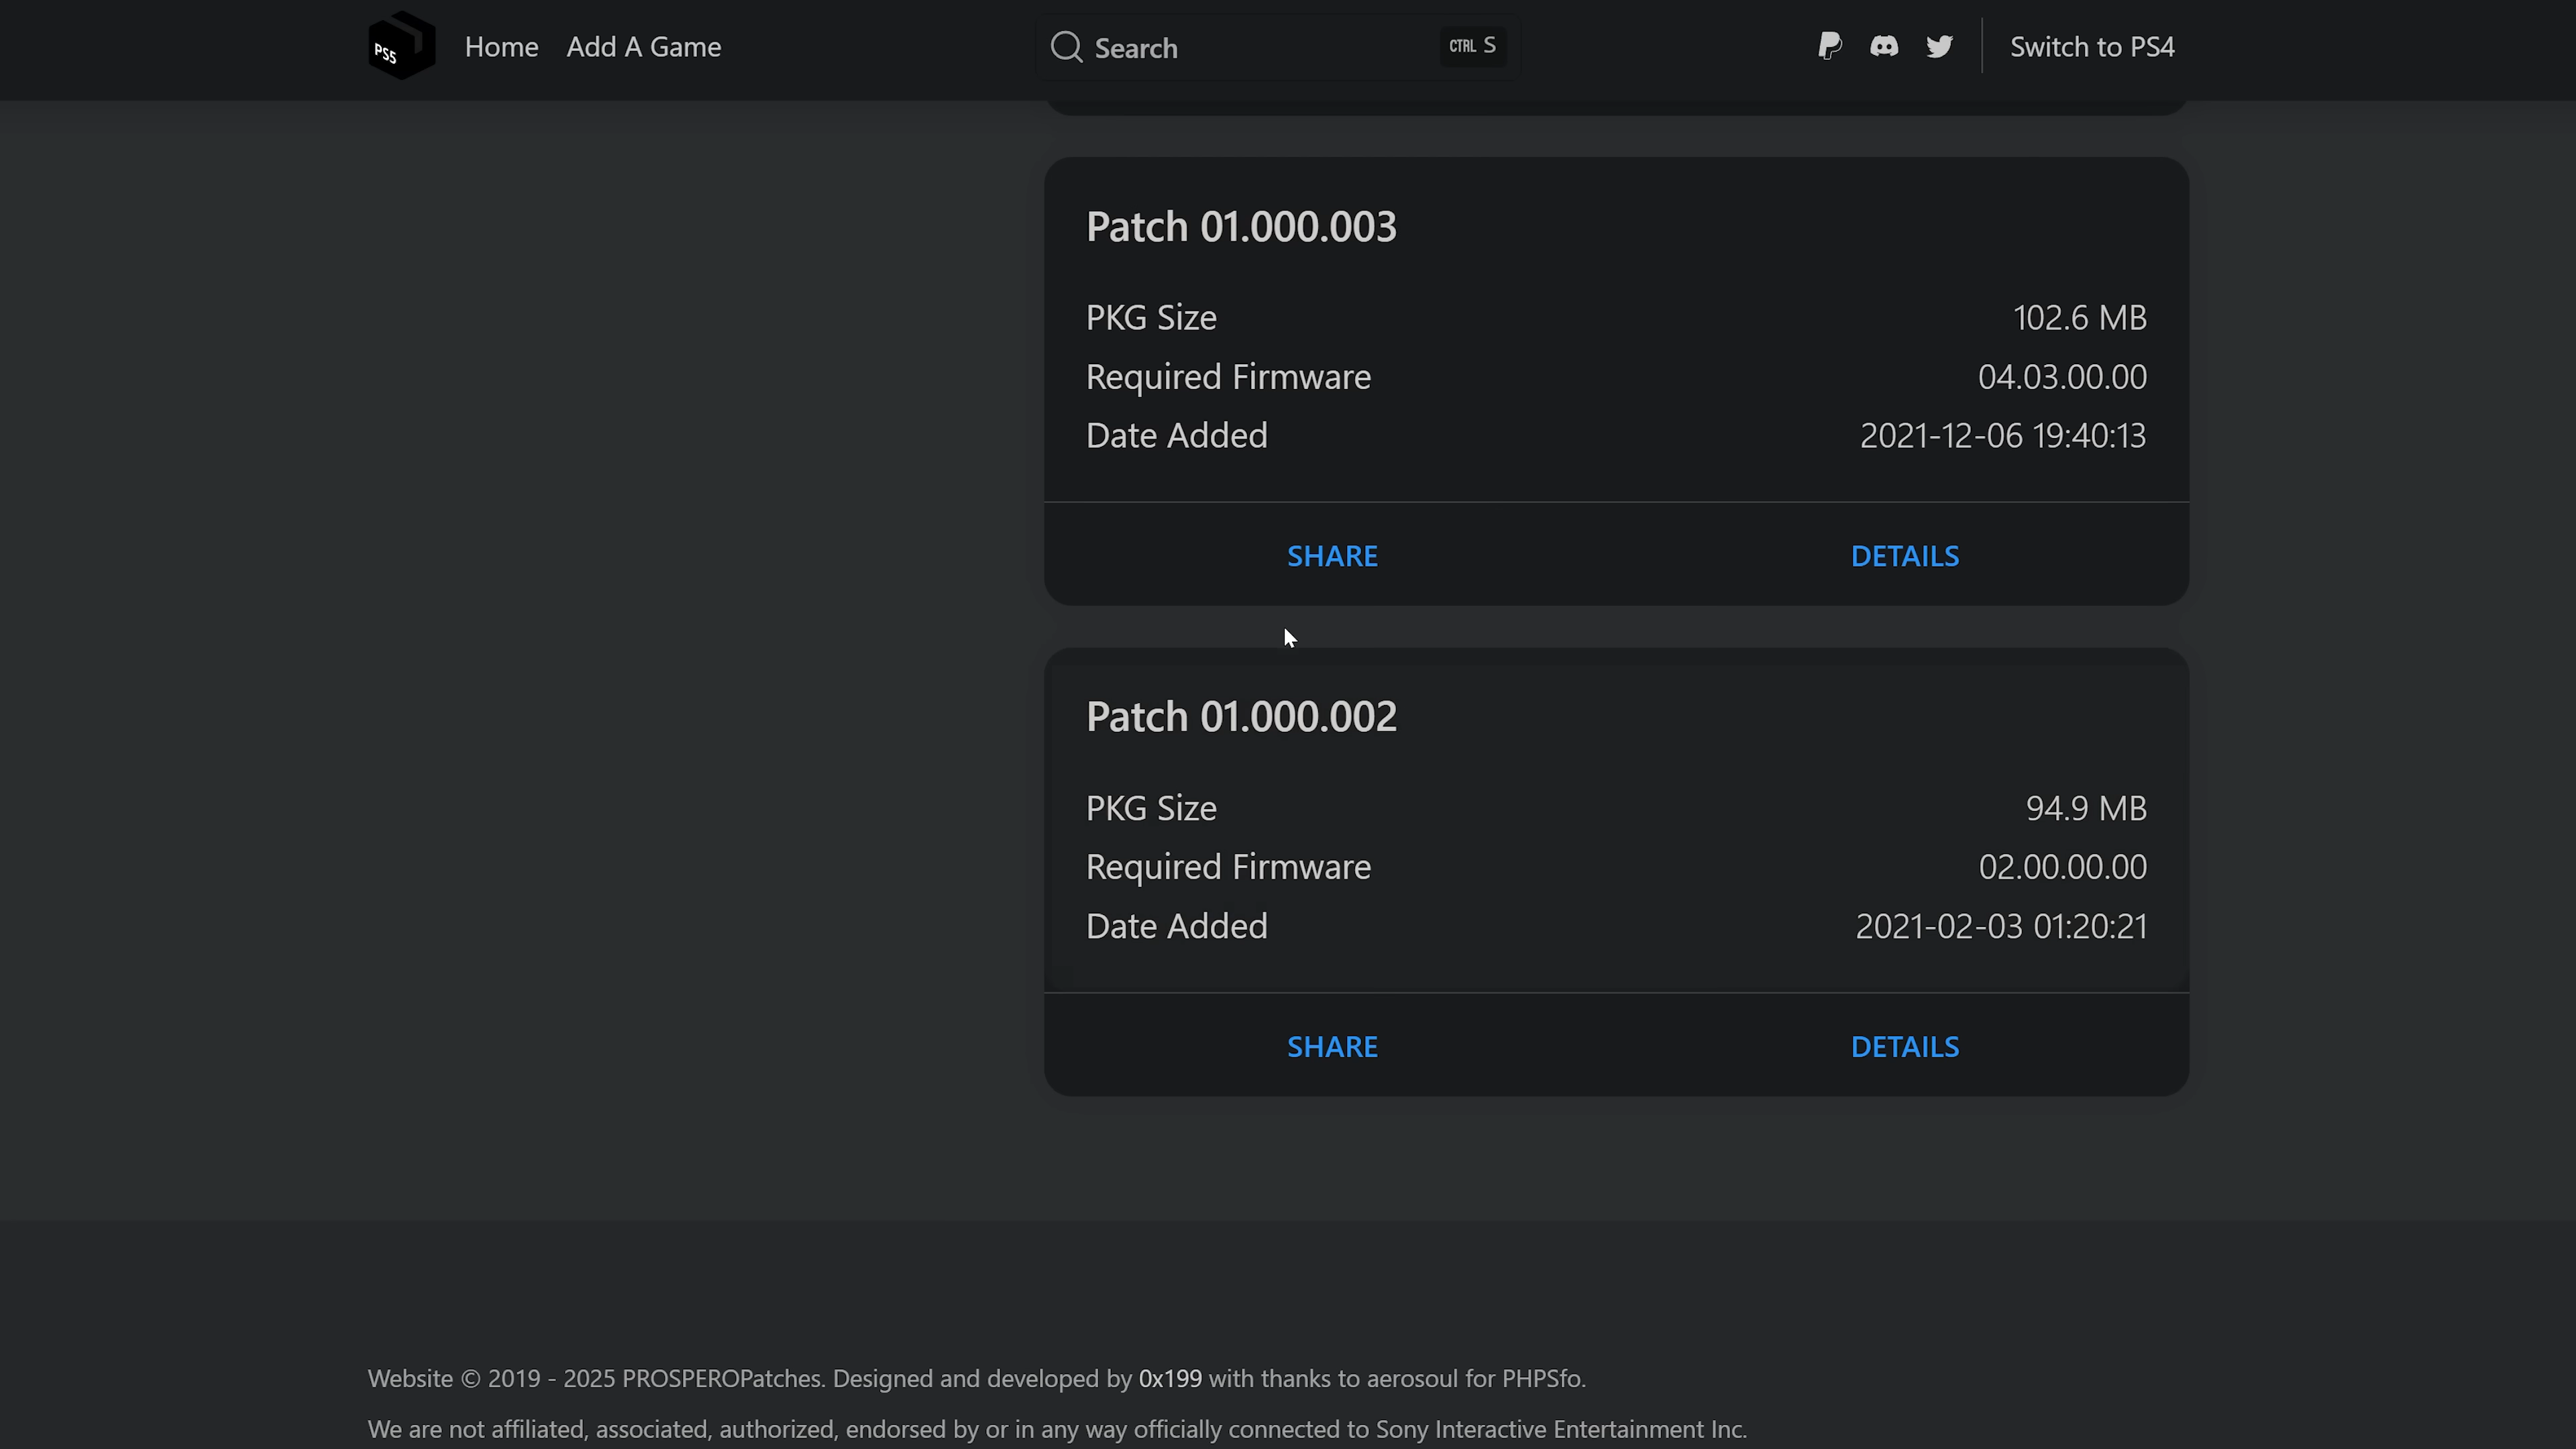 PS5 Home Add A Game Search CTRL S Switch to PS4
Patch 01.000.003
PKG Size 102.6 MB
Required Firmware 04.03.00.00
Date Added 2021-12-06 19:40:13
SHARE DETAILS
Patch 01.000.002
PKG Size 94.9 MB
Required Firmware 02.00.00.00
Date Added 2021-02-03 01:20:21
SHARE DETAILS
Website © 2019 - 2025 PROSPEROPatches. Designed and developed by 0x199 with thanks to aerosoul for PHPSfo.
We are not affiliated, associated, authorized, endorsed by or in any way officially connected to Sony Interactive Entertainment Inc.